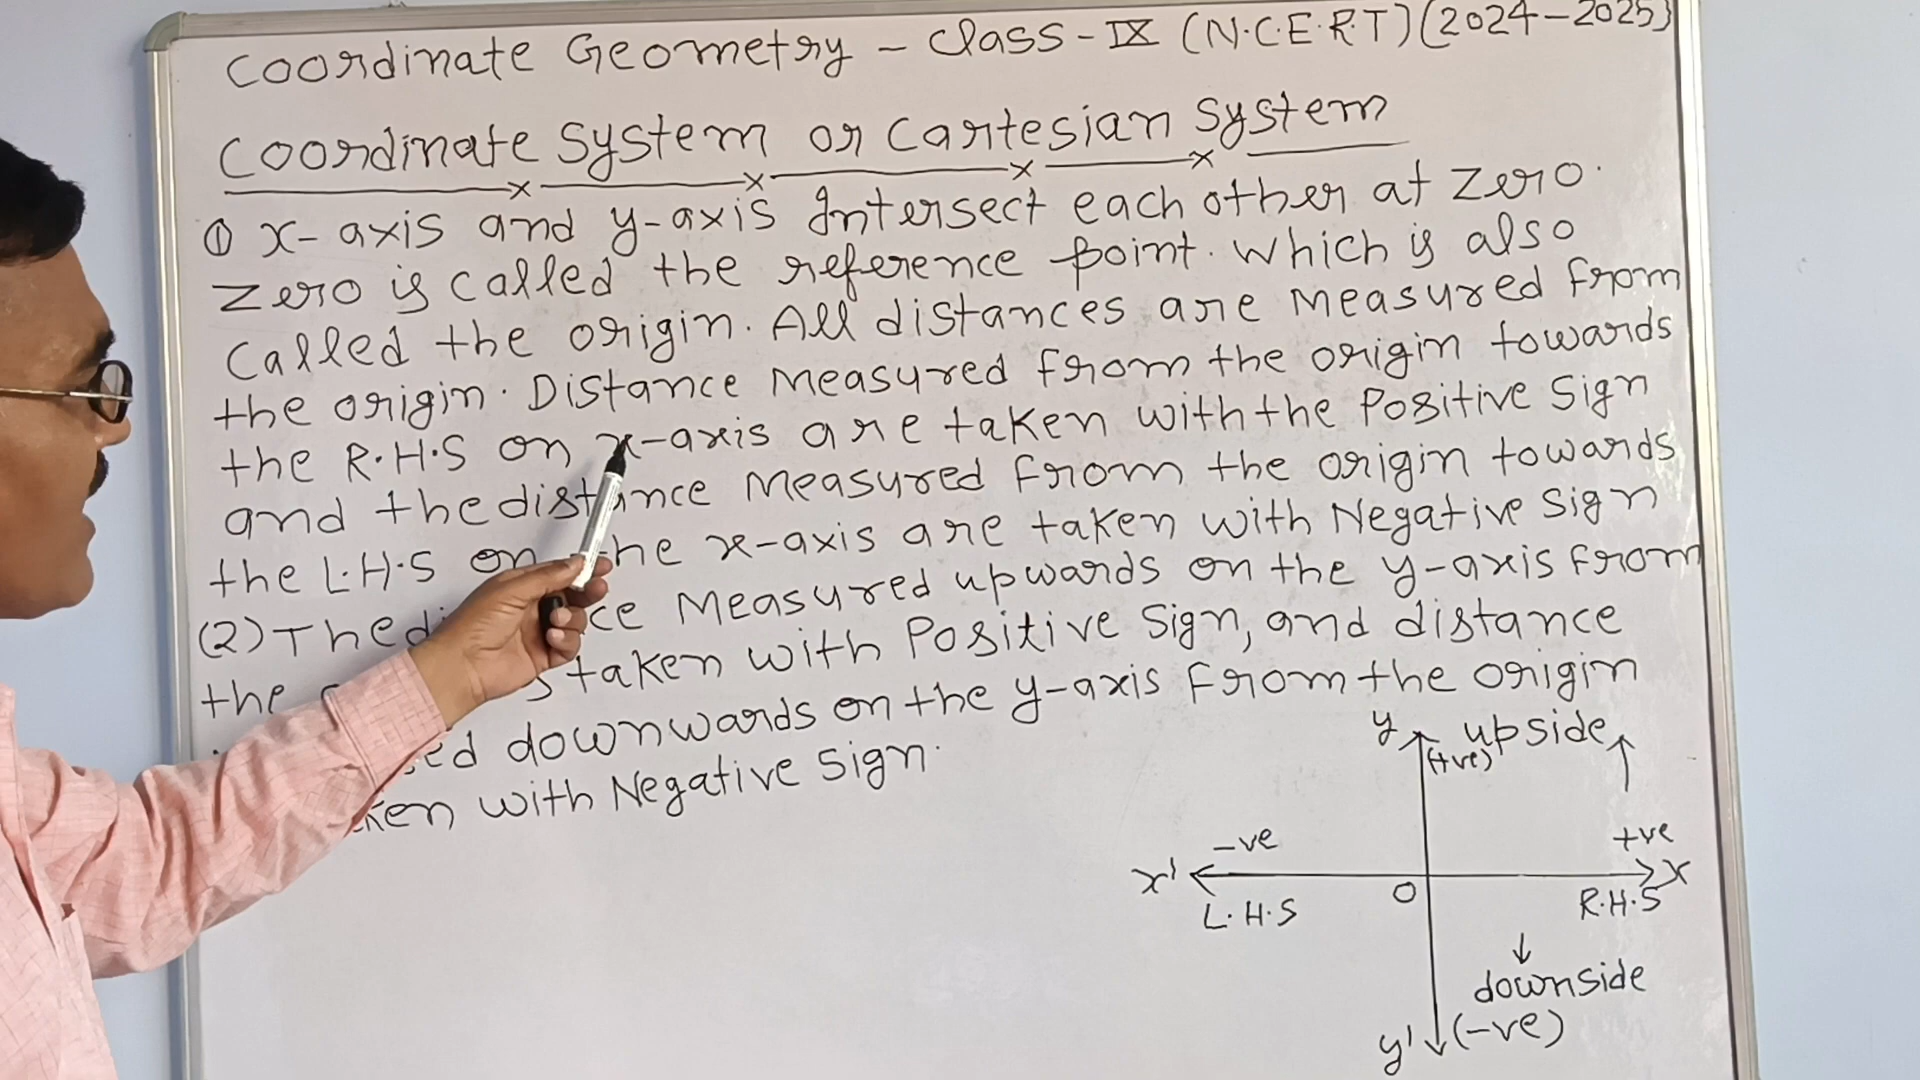 Coordinate Geometry - Class - IX (N.C.E.R.T) (2024-2025)
Coordinate System or Cartesian System
① x-axis and y-axis Intersect each other at zero.
zero is called the reference point. which is also
called the origin. All distances are measured from
the origin. Distance measured from the origin towards
the R.H.S on x-axis are taken with the Positive Sign
and the distance measured from the origin towards
the L.H.S on the x-axis are taken with Negative Sign
(2) The measured upwards on the y-axis from
the taken with Positive Sign, and distance
downwards on the y-axis from the origin
with Negative Sign.
y upside
(+ve)
-ve +ve
x' O x
L.H.S R.H.S
downside
y' (-ve)